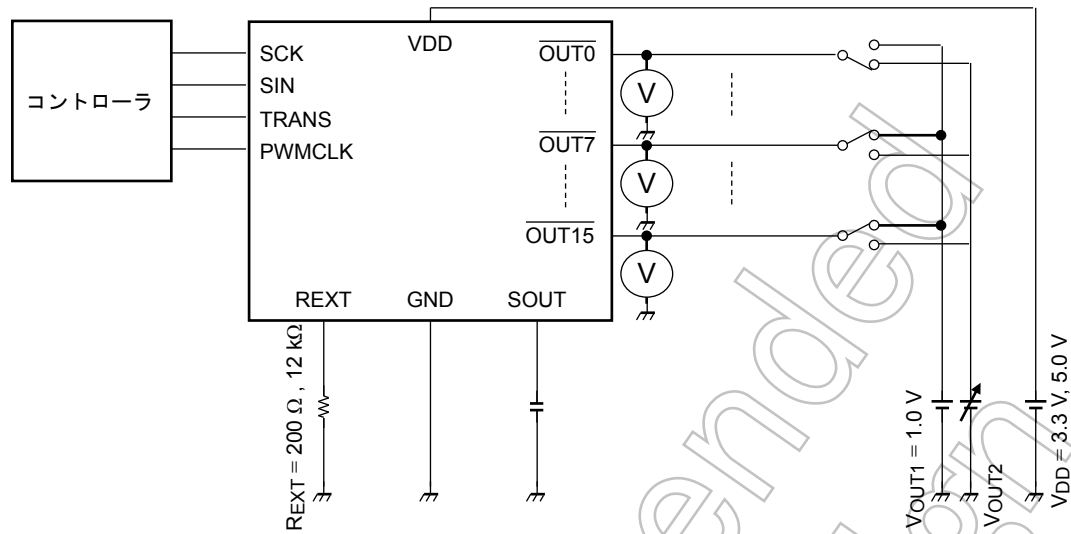 コントローラ
SCK
SIN
TRANS
PWMCLK
VDD
OUT0
OUT7
OUT15
V
V
V
REXT
GND
SOUT
REXT = 200 Ω , 12 kΩ
VOUT1 = 1.0 V
VOUT2
VDD = 3.3 V, 5.0 V
ended